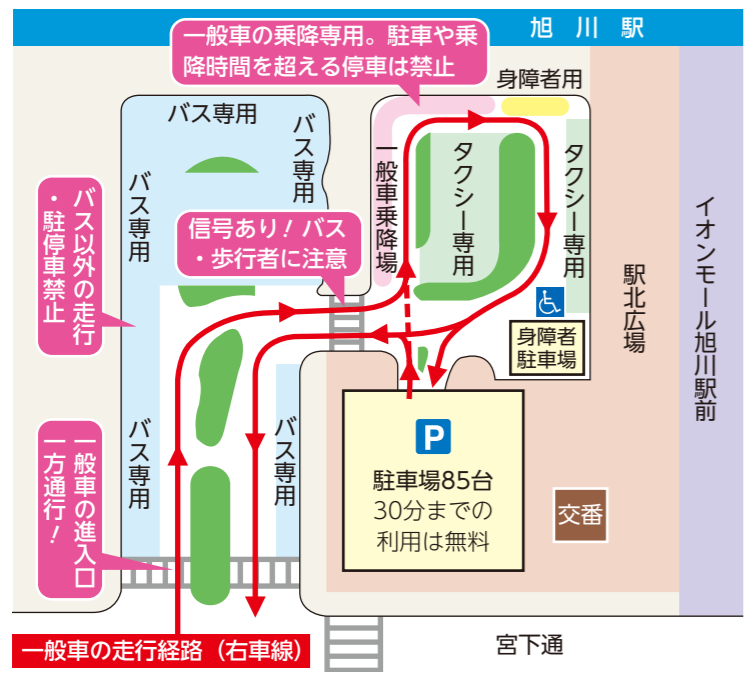 旭川駅
一般車の乗降専用。駐車や乗
降時間を超える停車は禁止
身障者用
バス専用
バス専用
バス専用
一般車乗降場
タクシー専用
タクシー専用
バス以外の走行
・駐停車禁止
信号あり!バス
・歩行者に注意
身障者
駐車場
駅北広場
イオンモール旭川駅前
バス専用
バス専用
一般車の進入口
一方通行!
P
駐車場85台
30分までの
利用は無料
交番
一般車の走行経路(右車線)
宮下通